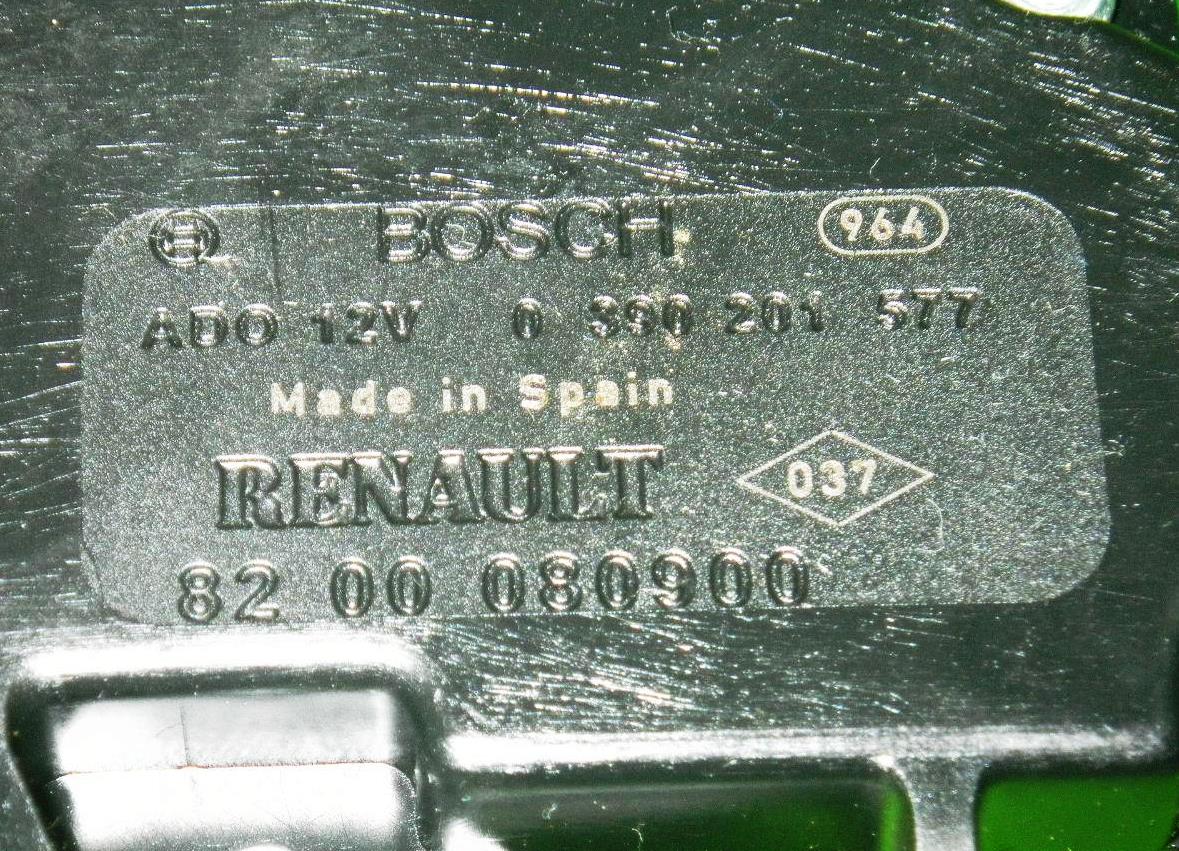 BOSCH 964
ADO 12V 0 390 201 577
Made in Spain
RENAULT 037
82 00 080900